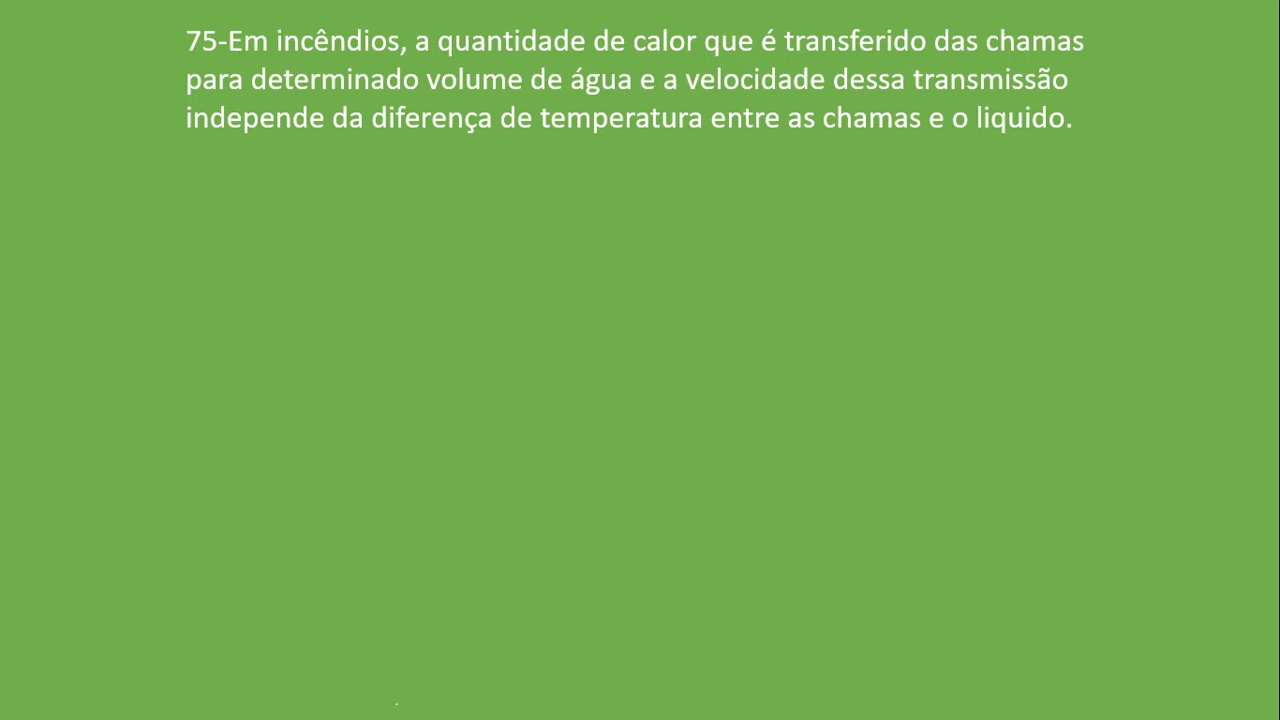 75-Em incêndios, a quantidade de calor que é transferido das chamas
para determinado volume de água e a velocidade dessa transmissão
independe da diferença de temperatura entre as chamas e o liquido.